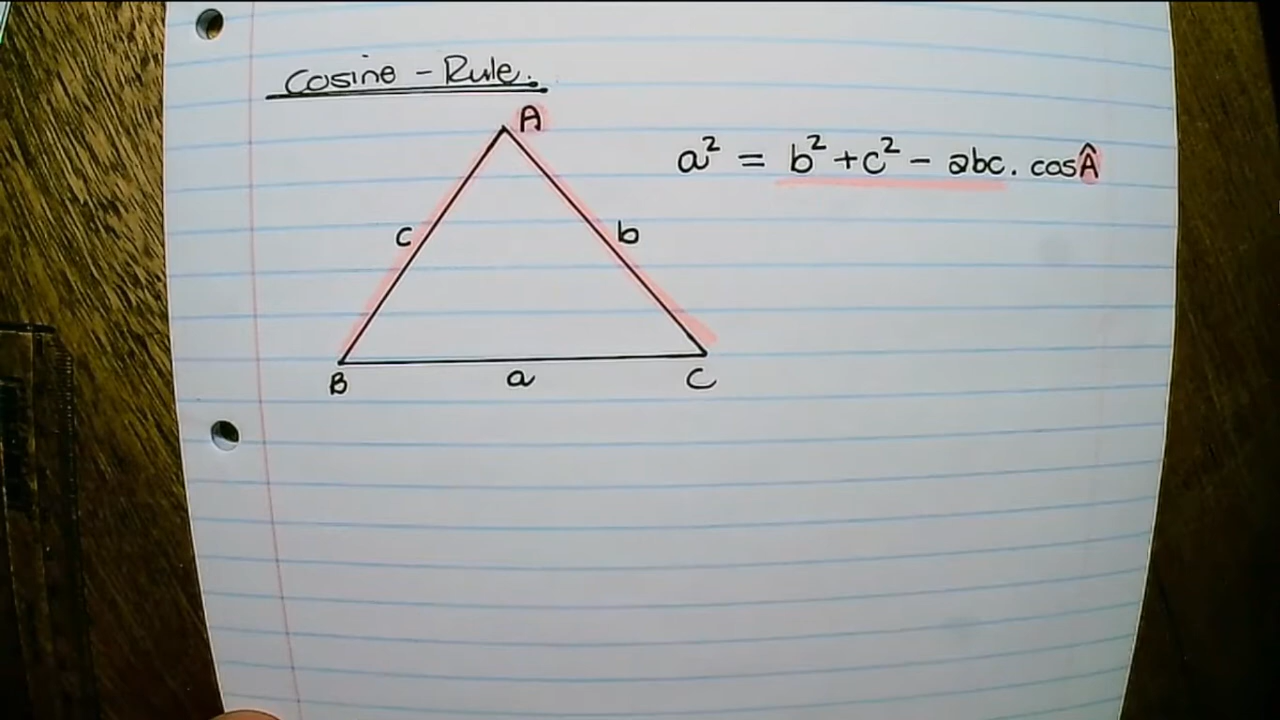 Cosine - Rule.
A
a² = b² + c² - 2bc. cosÂ
c
b
B
a
C